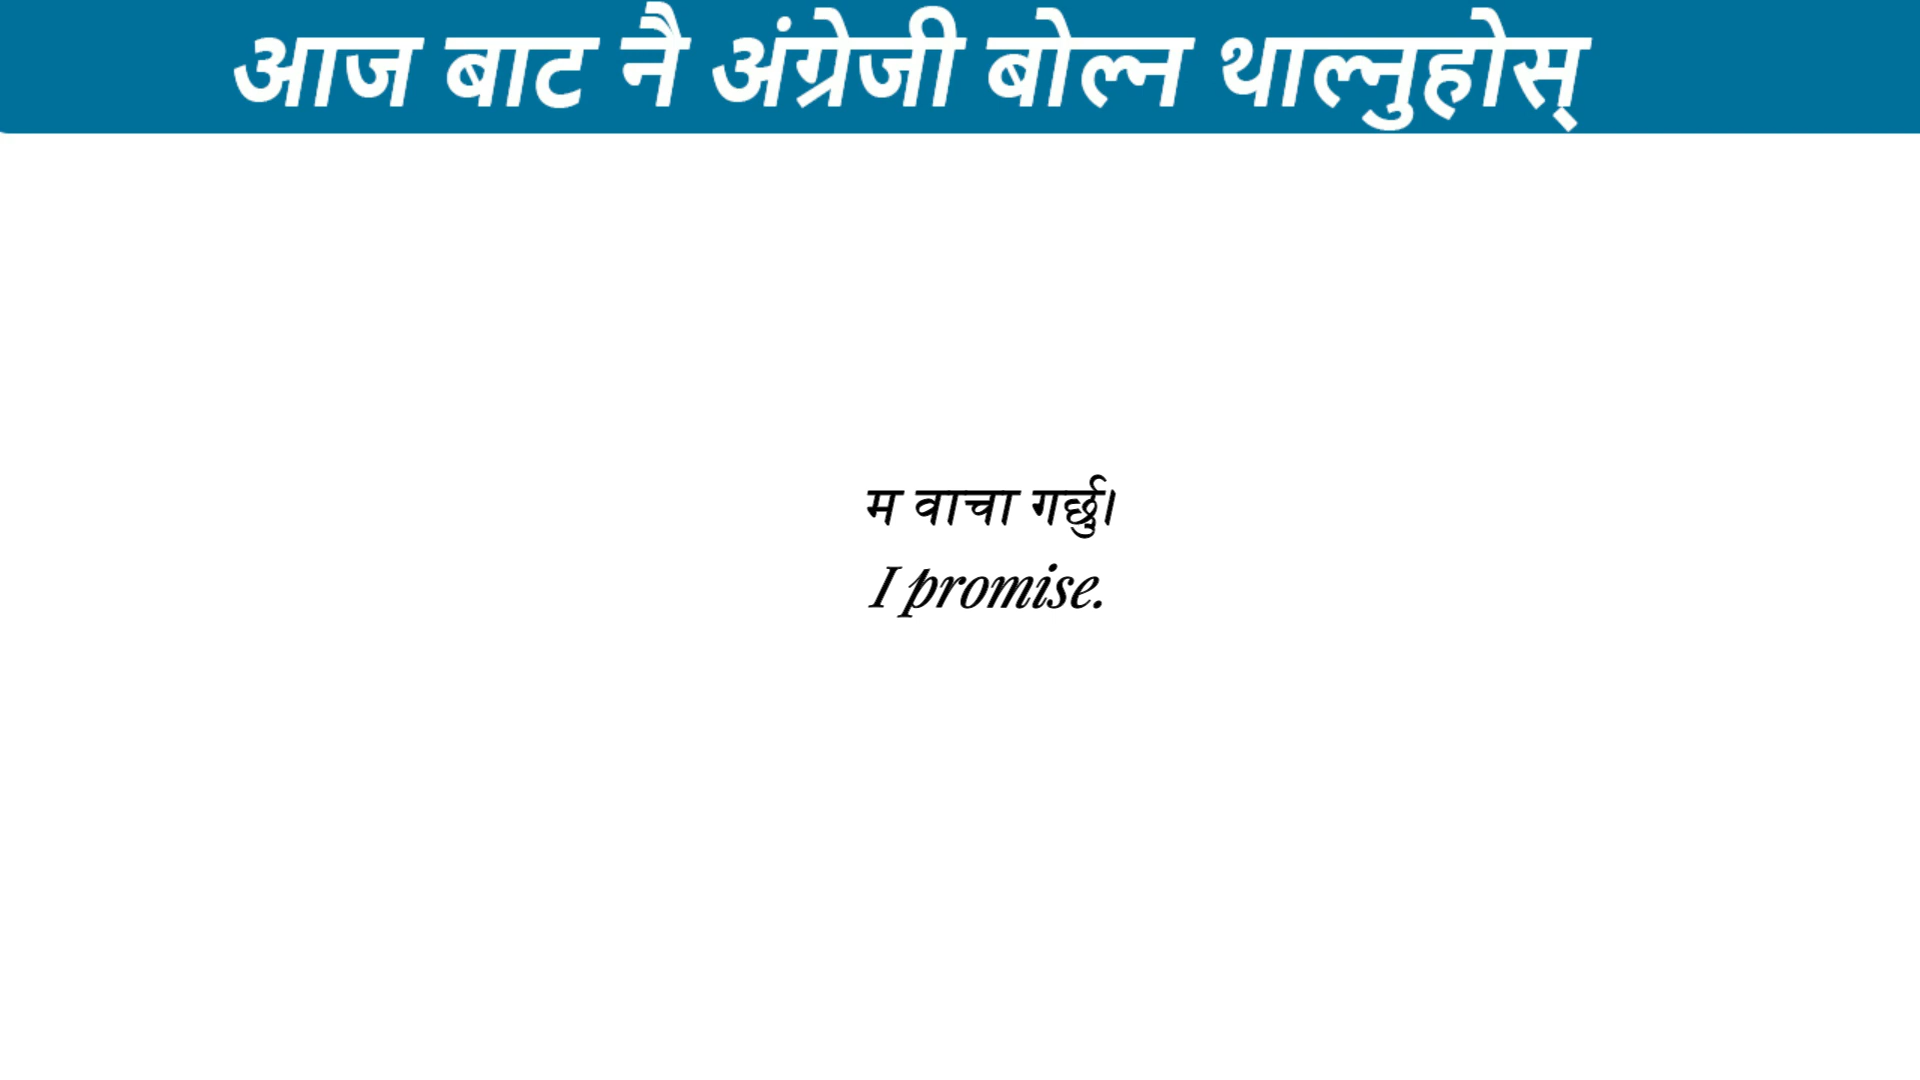 आज बाट नै अंग्रेजी बोल्न थाल्नुहोस्
म वाचा गर्छु।
I promise.